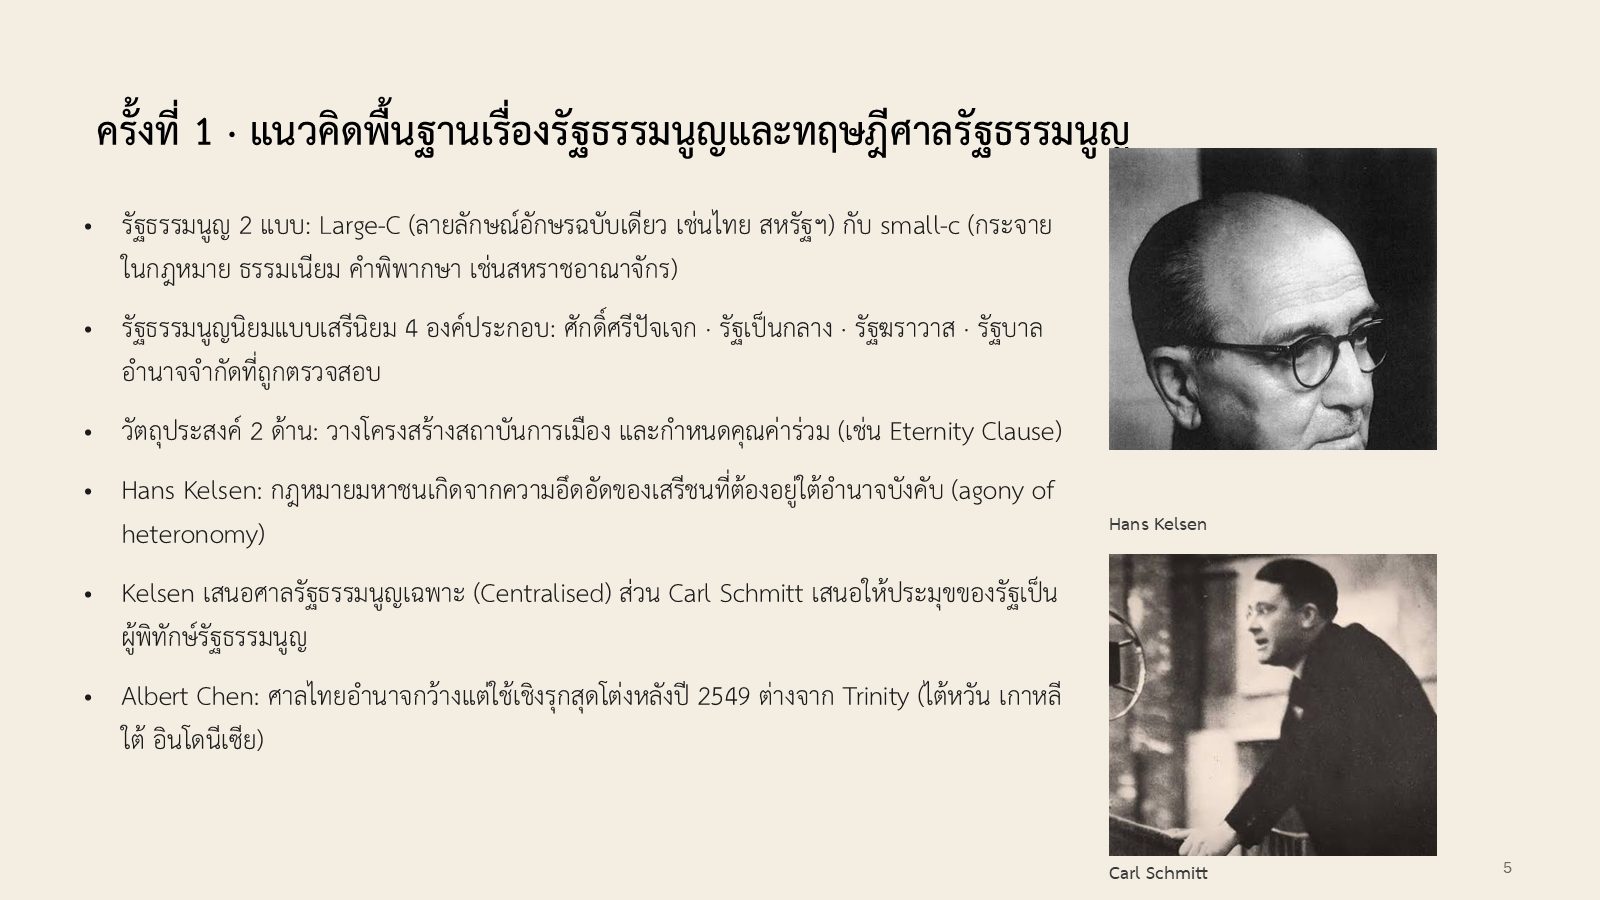 ครั้งที่ 1 · แนวคิดพื้นฐานเรื่องรัฐธรรมนูญและทฤษฎีศาลรัฐธรรมนูญ
• รัฐธรรมนูญ 2 แบบ: Large-C (ลายลักษณ์อักษรฉบับเดียว เช่นไทย สหรัฐฯ) กับ small-c (กระจาย
ในกฎหมาย ธรรมเนียม คำพิพากษา เช่นสหราชอาณาจักร)
• รัฐธรรมนูญนิยมแบบเสรีนิยม 4 องค์ประกอบ: ศักดิ์ศรีปัจเจก · รัฐเป็นกลาง · รัฐฆราวาส · รัฐบาล
อำนาจจำกัดที่ถูกตรวจสอบ
• วัตถุประสงค์ 2 ด้าน: วางโครงสร้างสถาบันการเมือง และกำหนดคุณค่าร่วม (เช่น Eternity Clause)
• Hans Kelsen: กฎหมายมหาชนเกิดจากความอึดอัดของเสรีชนที่ต้องอยู่ใต้อำนาจบังคับ (agony of
heteronomy)
• Kelsen เสนอศาลรัฐธรรมนูญเฉพาะ (Centralised) ส่วน Carl Schmitt เสนอให้ประมุขของรัฐเป็น
ผู้พิทักษ์รัฐธรรมนูญ
• Albert Chen: ศาลไทยอำนาจกว้างแต่ใช้เชิงรุกสุดโต่งหลังปี 2549 ต่างจาก Trinity (ไต้หวัน เกาหลี
ใต้ อินโดนีเซีย)
Hans Kelsen
Carl Schmitt
5